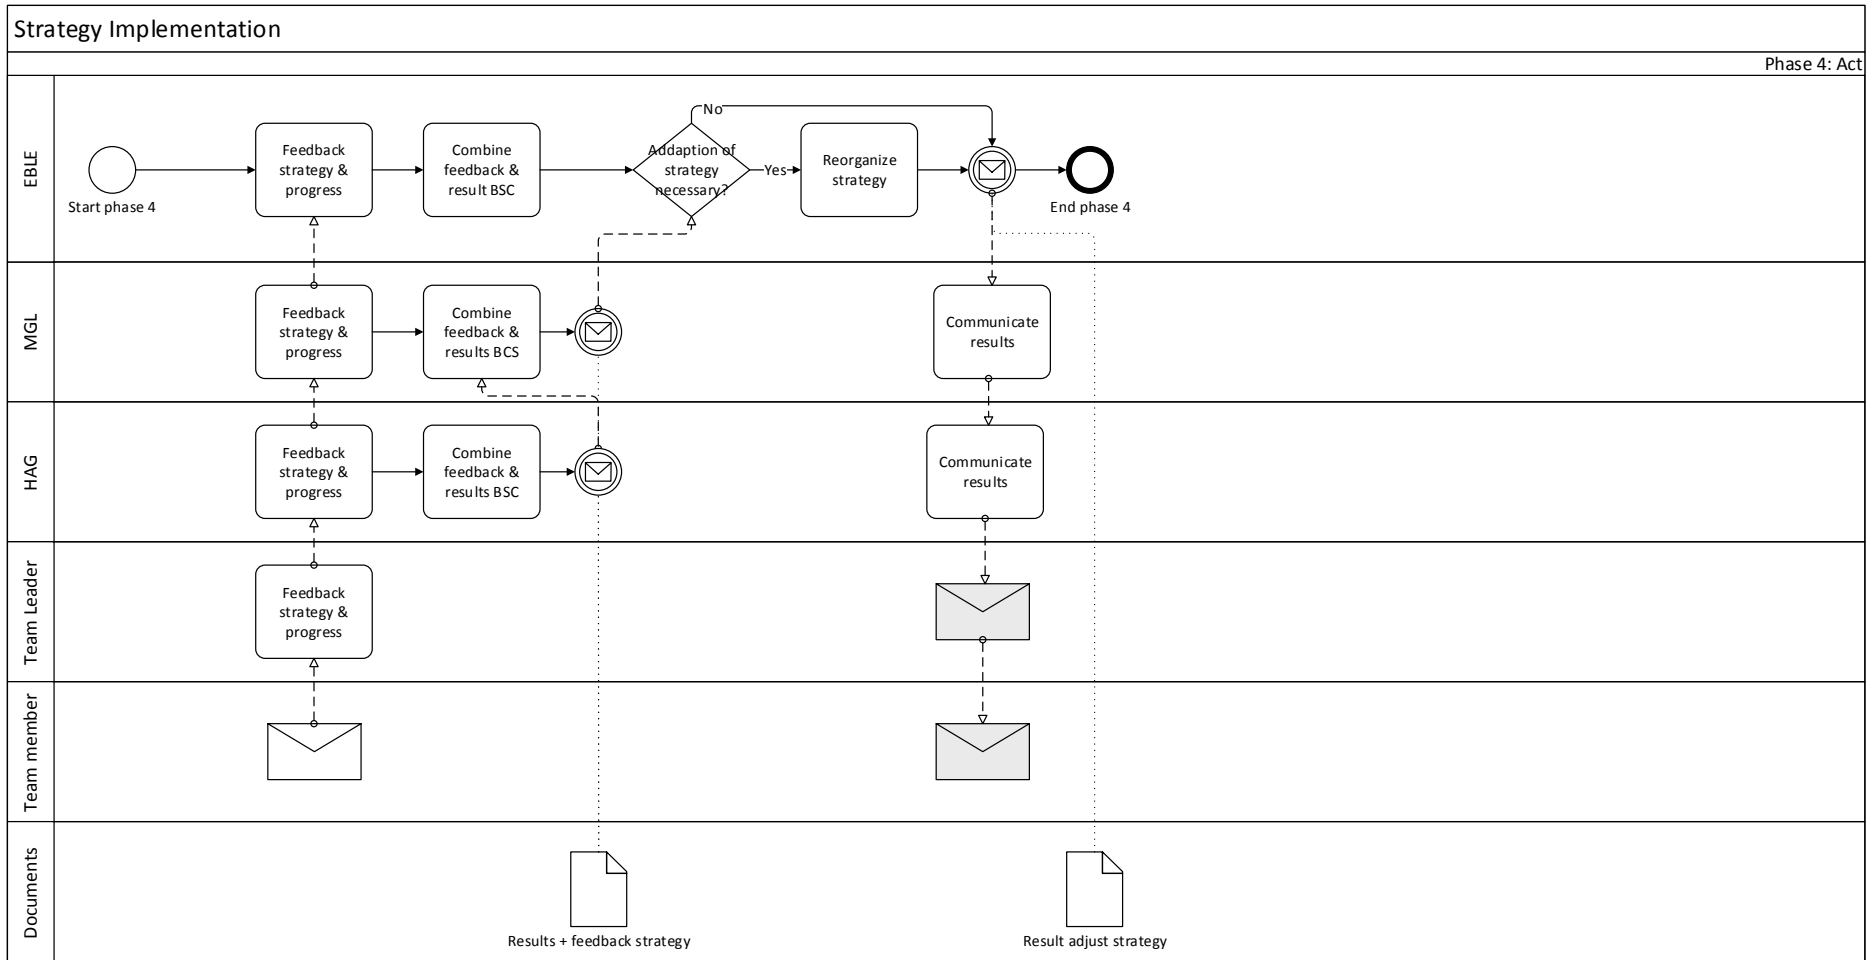 Strategy Implementation
Phase 4: Act
EBLE
Start phase 4
Feedback
strategy &
progress
Combine
feedback &
result BSC
Addaption of
strategy
necessary?
No
Yes
Reorganize
strategy
End phase 4
MGL
Feedback
strategy &
progress
Combine
feedback &
results BCS
Communicate
results
HAG
Feedback
strategy &
progress
Combine
feedback &
results BSC
Communicate
results
Team Leader
Feedback
strategy &
progress
Team member
Documents
Results + feedback strategy
Result adjust strategy